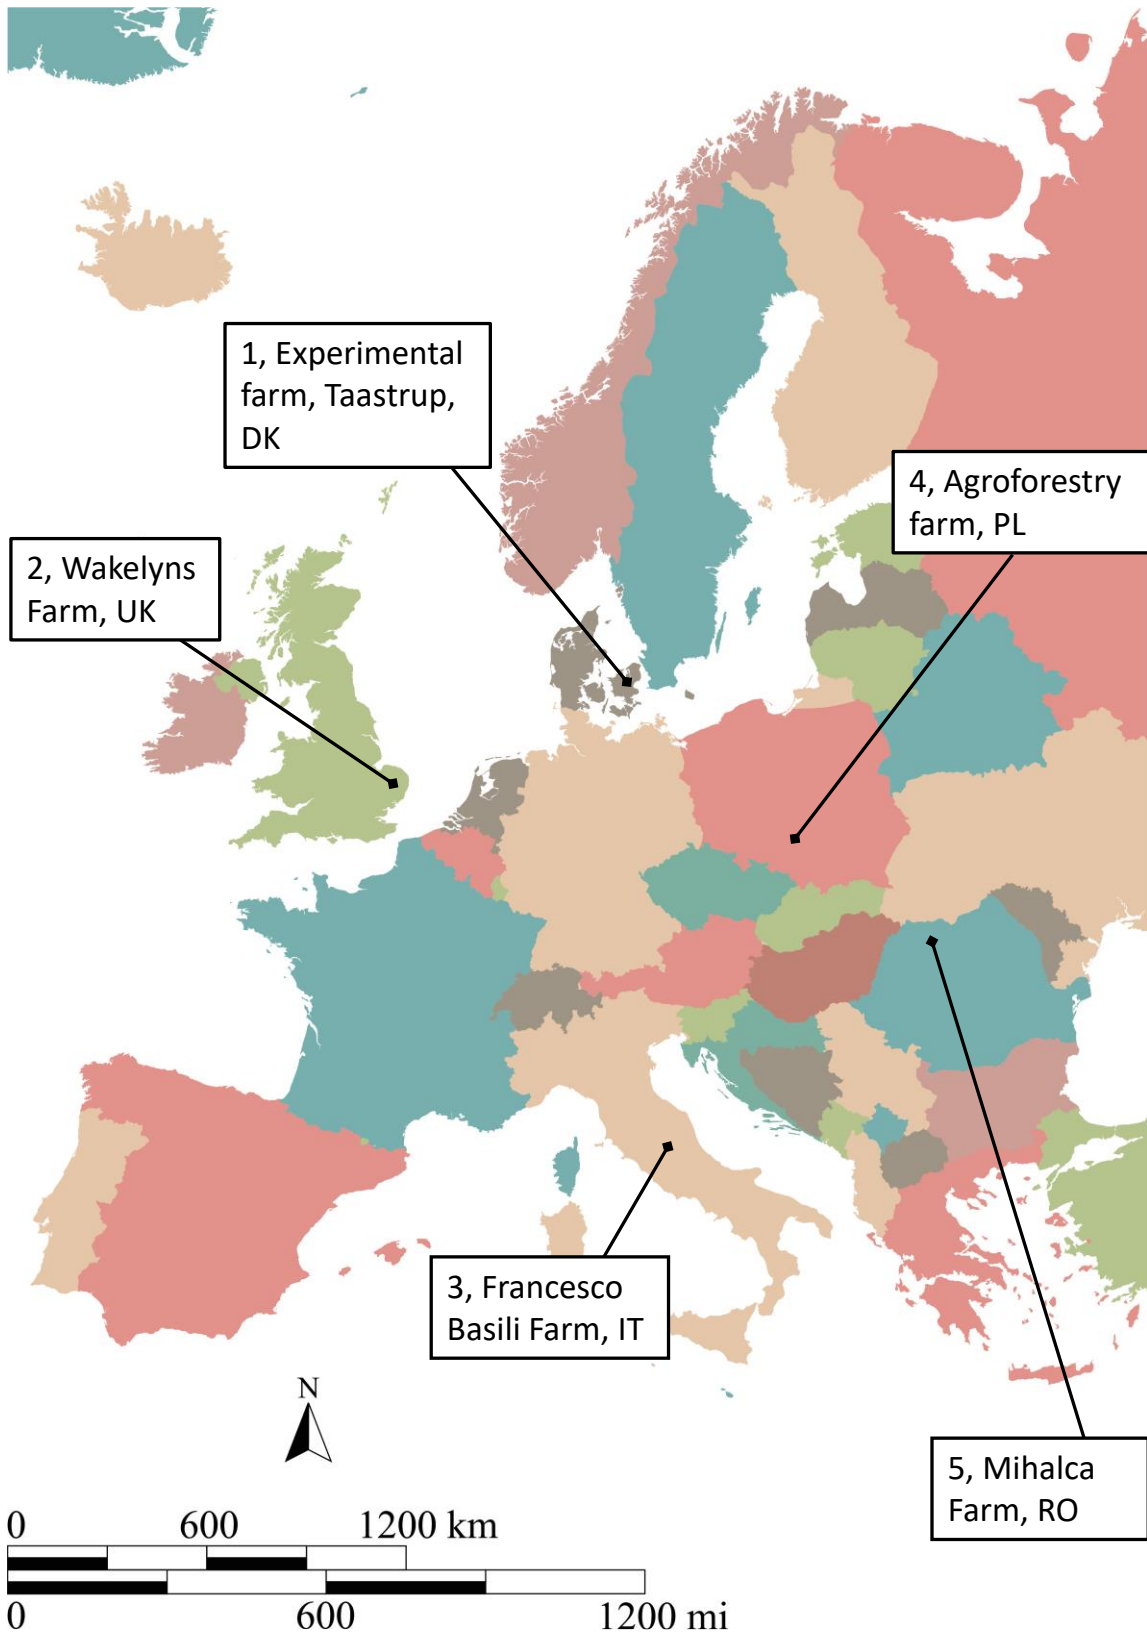 1, Experimental
farm, Taastrup,
DK
4, Agroforestry
farm, PL
2, Wakelyns
Farm, UK
3, Francesco
Basili Farm, IT
N
5, Mihalca
Farm, RO
0 600 1200 km
0 600 1200 mi